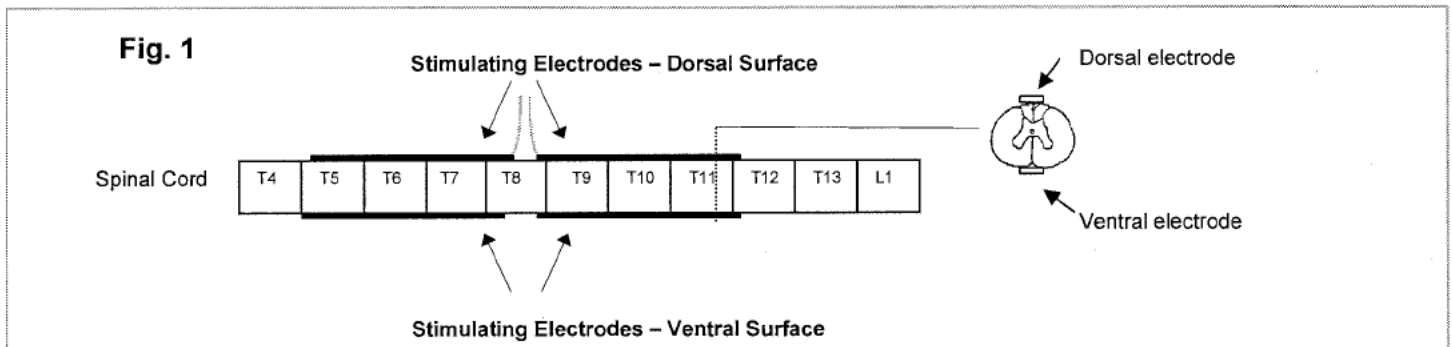 Fig. 1
Stimulating Electrodes – Dorsal Surface
Dorsal electrode
Spinal Cord
T4 T5 T6 T7 T8 T9 T10 T11 T12 T13 L1
Ventral electrode
Stimulating Electrodes – Ventral Surface